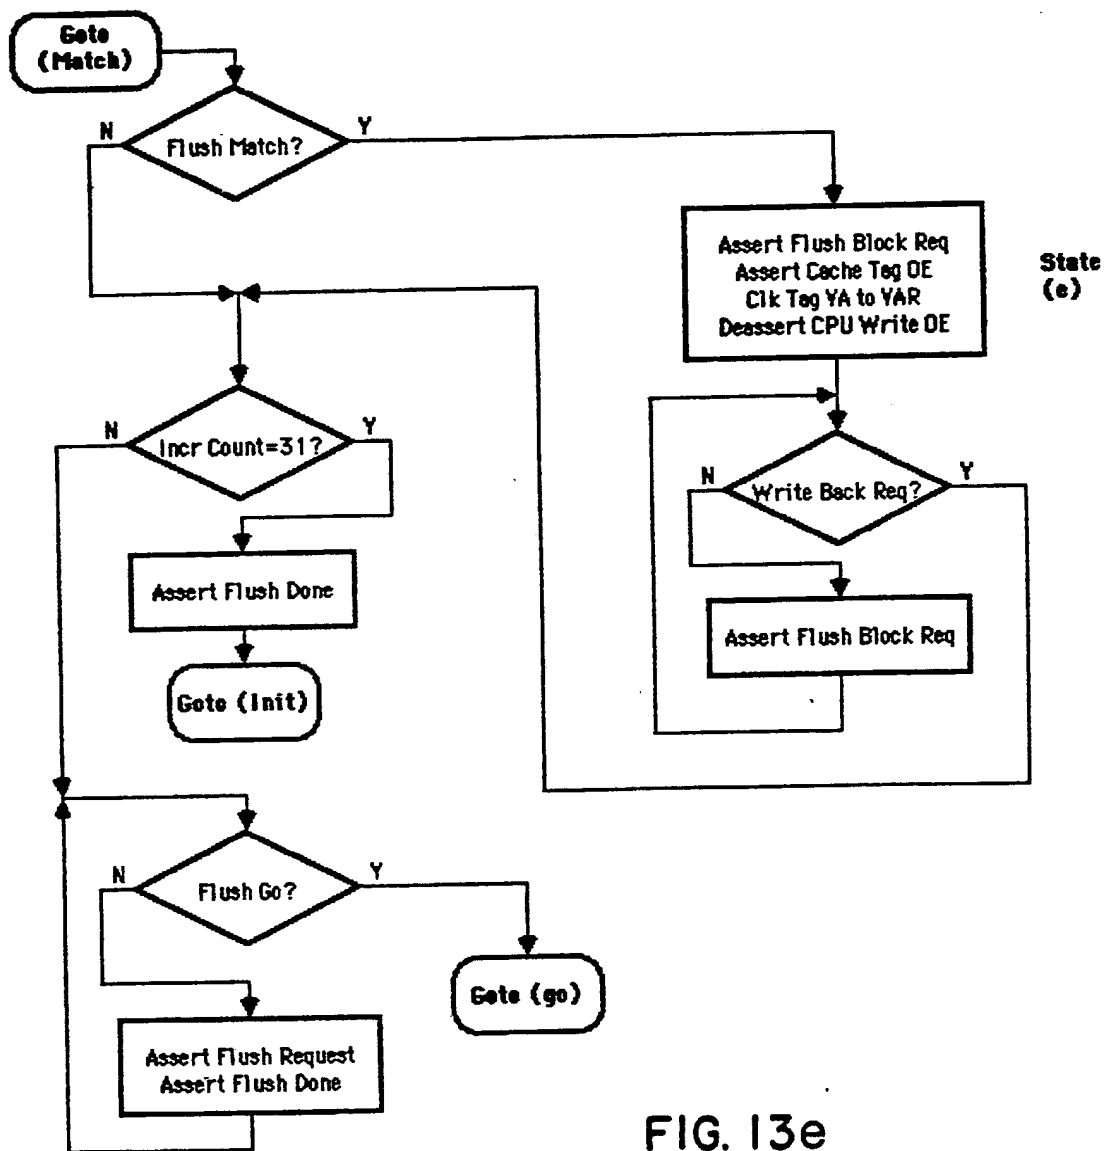 Goto
(Match)
N
Flush Match?
Y
Assert Flush Block Req
Assert Cache Tag OE
Clk Tag VA to VAR
Deassert CPU Write OE
State
(e)
N
Incr Count=31?
Y
N
Write Back Req?
Y
Assert Flush Done
Assert Flush Block Req
Goto (Init)
N
Flush Go?
Y
Goto (go)
Assert Flush Request
Assert Flush Done
FIG. 13e